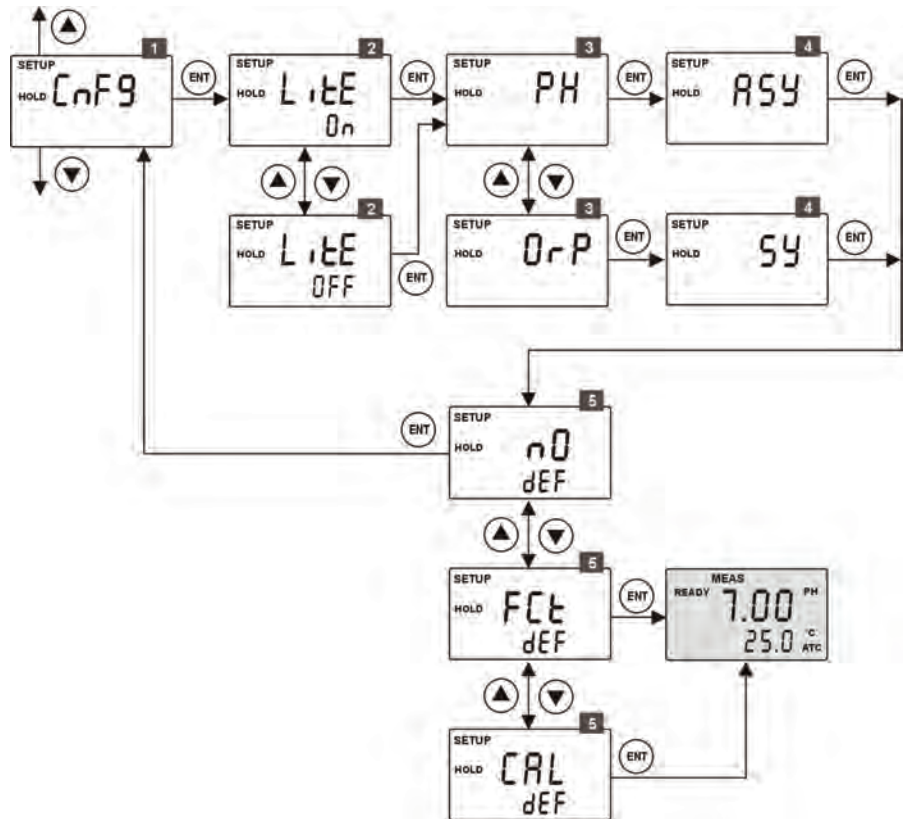 1
SETUP
HOLD CnFg
ENT
2
SETUP
HOLD LitE
On
ENT
3
SETUP
HOLD PH
ENT
4
SETUP
HOLD ASY
ENT
2
SETUP
HOLD LitE
OFF
ENT
3
SETUP
HOLD OrP
ENT
4
SETUP
HOLD SY
ENT
5
SETUP
HOLD nO
dEF
ENT
5
SETUP
HOLD FCt
dEF
ENT
MEAS
READY 7.00 PH
25.0 °C
ATC
5
SETUP
HOLD CAL
dEF
ENT